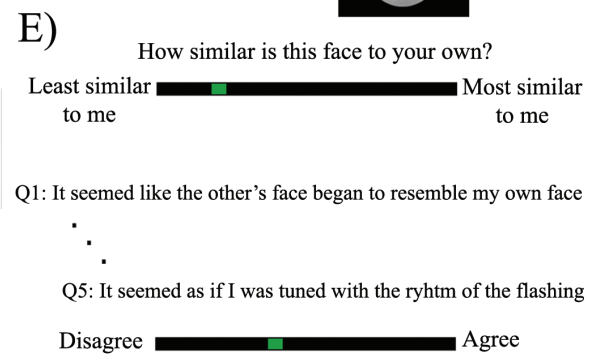 E)
How similar is this face to your own?
Least similar to me
Most similar to me
Q1: It seemed like the other's face began to resemble my own face
Q5: It seemed as if I was tuned with the ryhtm of the flashing
Disagree
Agree